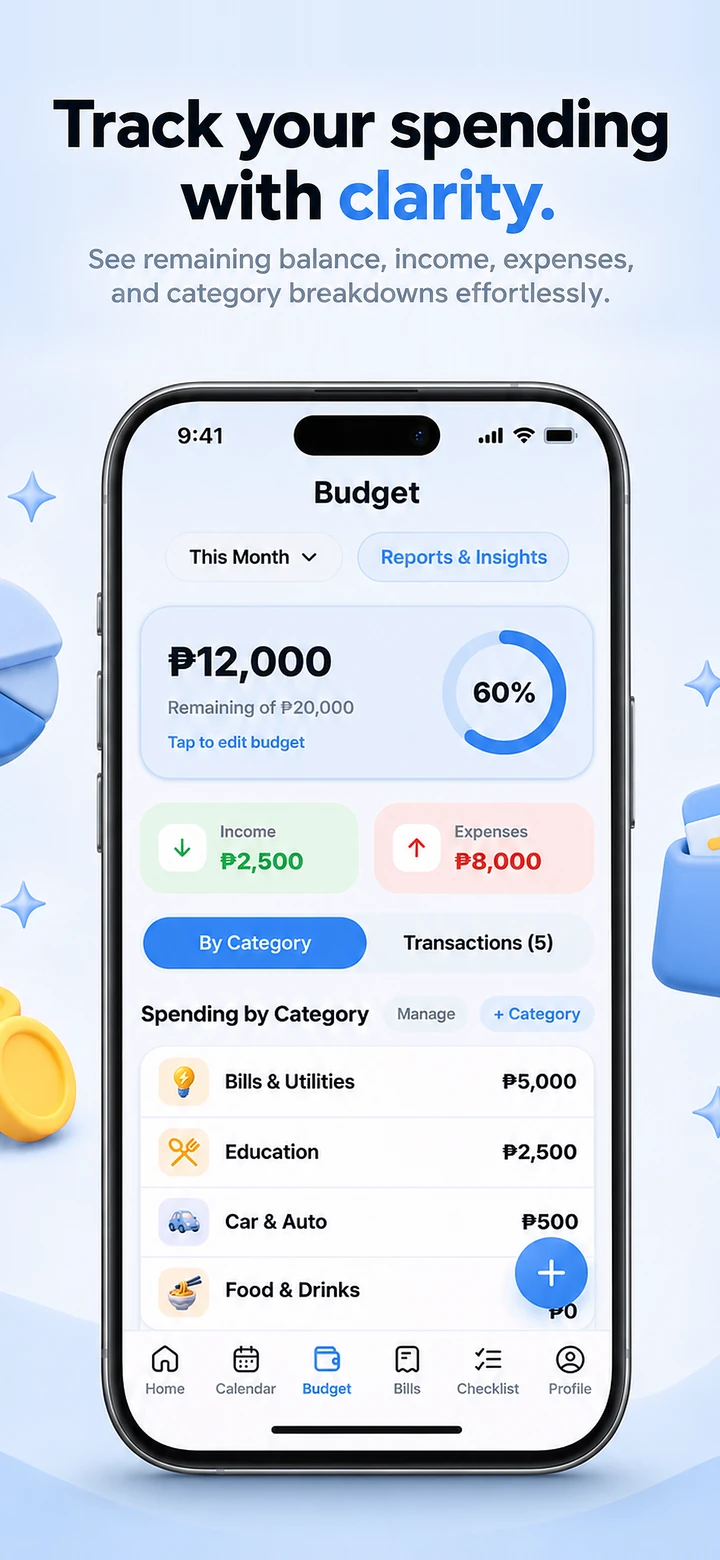 Track your spending
with clarity.
See remaining balance, income, expenses,
and category breakdowns effortlessly.
9:41
Budget
This Month
Reports & Insights
₱12,000
Remaining of ₱20,000
Tap to edit budget
60%
Income
₱2,500
Expenses
₱8,000
By Category
Transactions (5)
Spending by Category
Manage
+ Category
Bills & Utilities
₱5,000
Education
₱2,500
Car & Auto
₱500
Food & Drinks
₱0
Home
Calendar
Budget
Bills
Checklist
Profile